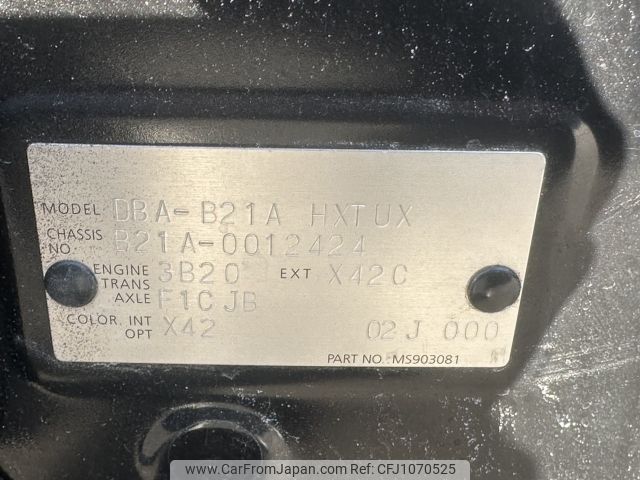 MODEL DBA-B21A HXTUX
CHASSIS NO. B21A-0012424
ENGINE 3B20 EXT X42C
TRANS AXLE F1CJB
COLOR. INT X42
OPT 02J 000
PART NO.: MS903081
www.CarFromJapan.com | Ref. No: CFJ1070525